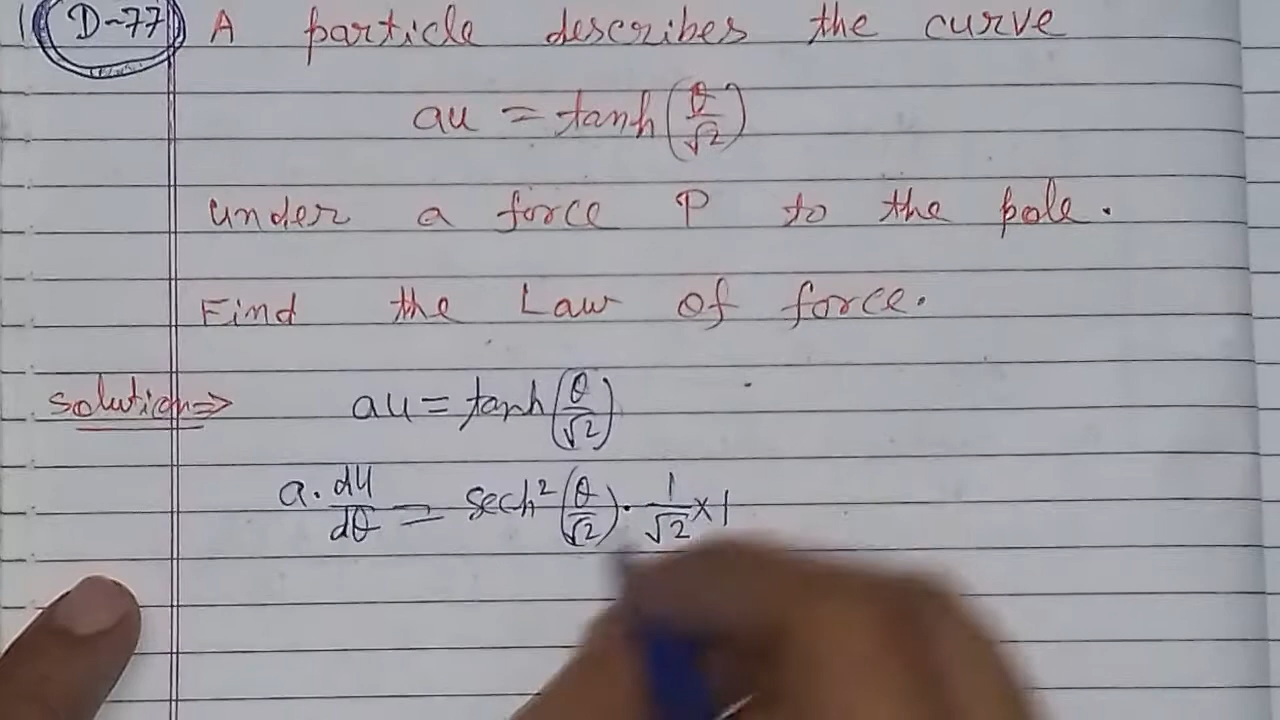 D-77 A particle describes the curve
au = tanh(θ/√2)
under a force P to the pole.
Find the Law of force.
Solution⇒ au = tanh(θ/√2)
a. du/dθ = sech²(θ/√2) · 1/√2 × 1